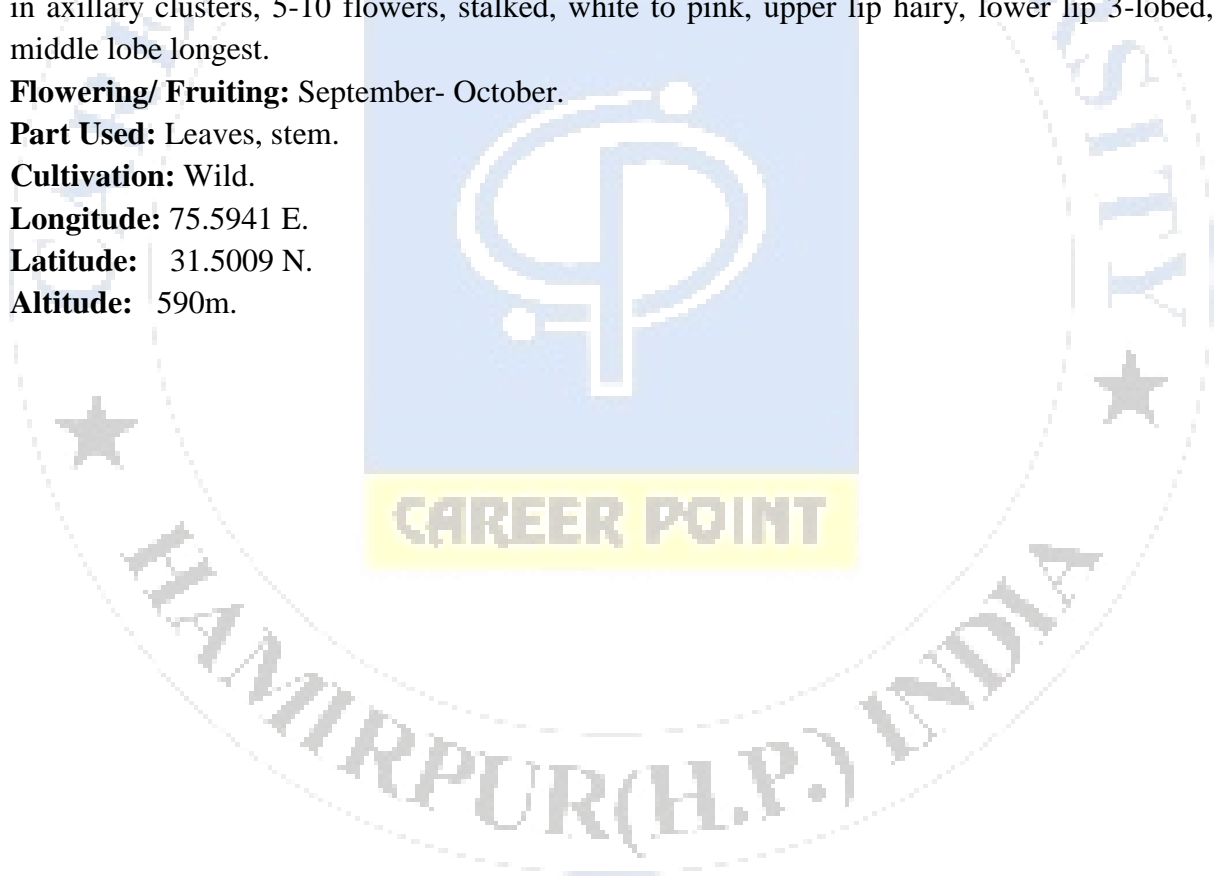 in axillary clusters, 5-10 flowers, stalked, white to pink, upper lip hairy, lower lip 3-lobed,
middle lobe longest.
Flowering/ Fruiting: September- October.
Part Used: Leaves, stem.
Cultivation: Wild.
Longitude: 75.5941 E.
Latitude: 31.5009 N.
Altitude: 590m.
CAREER POINT
HAMIRPUR(H.P.) INDIA